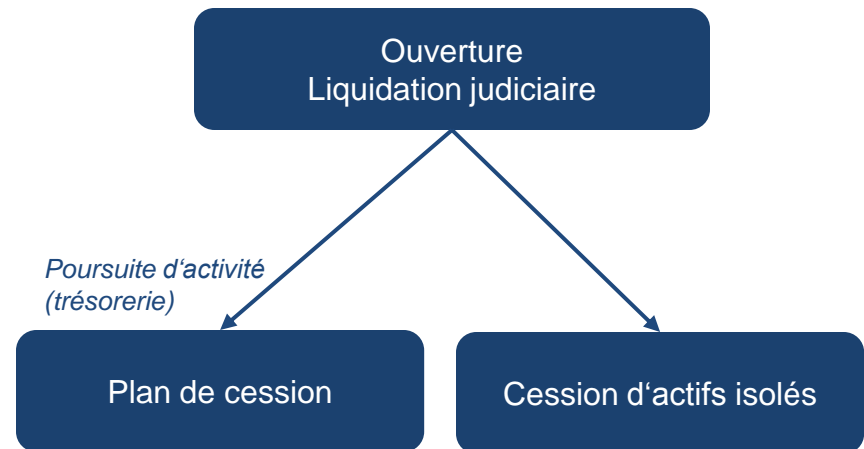 Ouverture
Liquidation judiciaire
Poursuite d‘activité
(trésorerie)
Plan de cession
Cession d‘actifs isolés